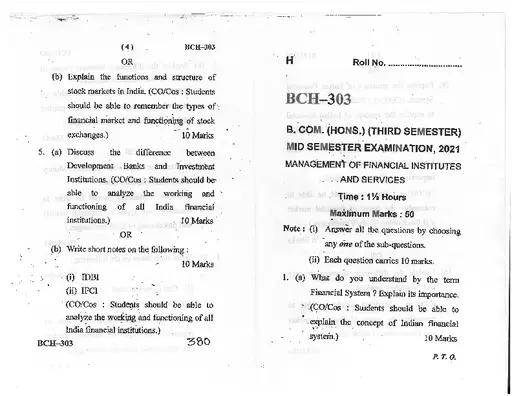 (4) BCH-303
OR
(b) Explain the functions and structure of
stock markets in India. (CO/Cos : Students
should be able to remember the types of
financial market and functioning of stock
exchanges.) 10 Marks
5. (a) Discuss the difference between
Development Banks and Investment
Institutions. (CO/Cos : Students should be
able to analyze the working and
functioning of all India financial
institutions.) 10 Marks
OR
(b) Write short notes on the following :
10 Marks
(i) IDBI
(ii) IFCI
(CO/Cos : Students should be able to
analyze the working and functioning of all
India financial institutions.)
BCH-303 380
H Roll No. ............................
BCH-303
B. COM. (HONS.) (THIRD SEMESTER)
MID SEMESTER EXAMINATION, 2021
MANAGEMENT OF FINANCIAL INSTITUTES
AND SERVICES
Time : 1½ Hours
Maximum Marks : 50
Note : (i) Answer all the questions by choosing
any one of the sub-questions.
(ii) Each question carries 10 marks.
1. (a) What do you understand by the term
Financial System ? Explain its importance.
(CO/Cos : Students should be able to
explain the concept of Indian financial
system.) 10 Marks
P. T. O.